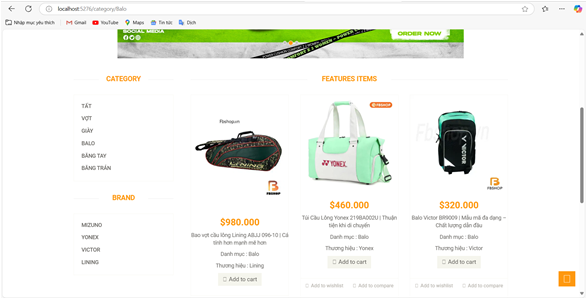 localhost:5276/category/Balo
Nhập mục yêu thích
Gmail
YouTube
Maps
Tin tức
Dịch
SOCIAL MEDIA
ORDER NOW
CATEGORY
TẤT
VỢT
GIÀY
BALO
BĂNG TAY
BĂNG TRÁN
BRAND
MIZUNO
YONEX
VICTOR
LINING
FEATURES ITEMS
Fbshop.vn
LI-NING
FBSHOP
$980.000
Bao vợt cầu lông Lining ABJJ 096-10 | Cá
tính hơn mạnh mẽ hơn
Danh mục : Balo
Thương hiệu : Lining
Add to cart
FBSHOP
YONEX
$460.000
Túi Cầu Lông Yonex 219BA002U | Thuận
tiện khi di chuyển
Danh mục : Balo
Thương hiệu : Yonex
Add to cart
Add to wishlist
Add to compare
Fbshop.vn
VICTOR
FBSHOP
$320.000
Balo Victor BR9009 | Mẫu mã đa dạng –
Chất lượng dẫn đầu
Danh mục : Balo
Thương hiệu : Victor
Add to cart
Add to wishlist
Add to compare